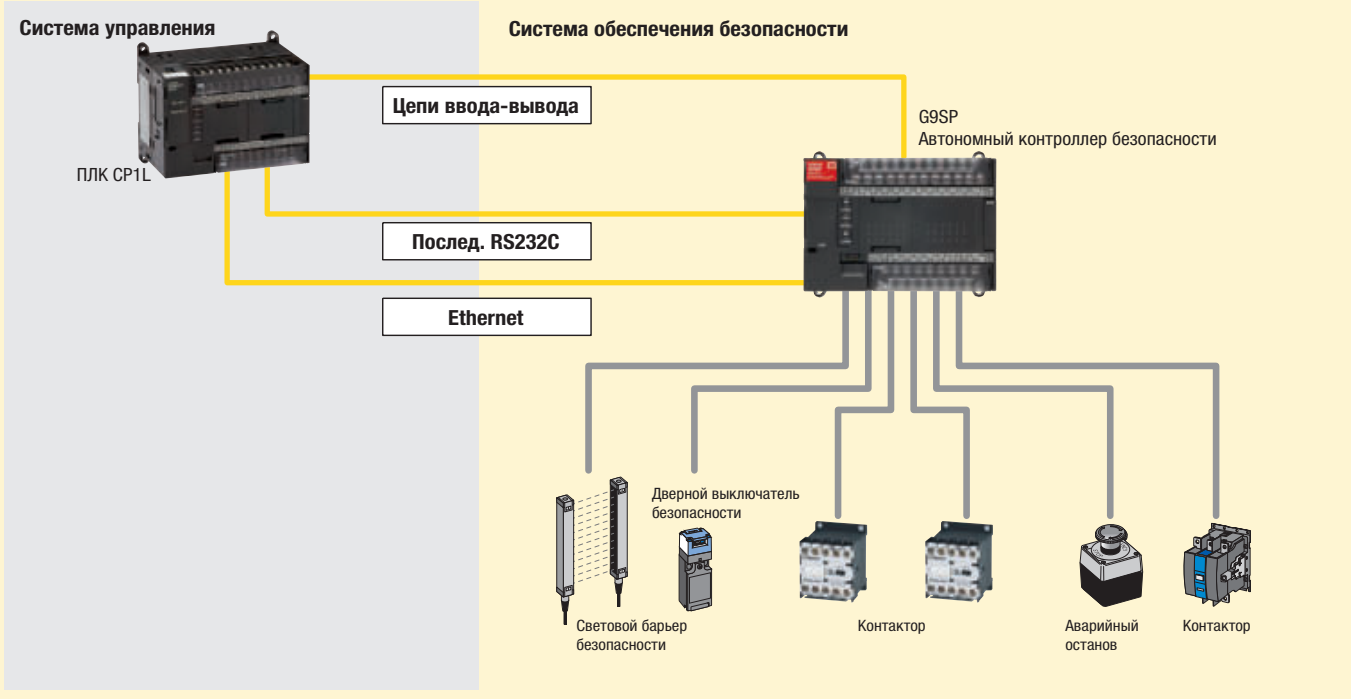 Система управления
Система обеспечения безопасности
Цепи ввода-вывода
G9SP
Автономный контроллер безопасности
ПЛК CP1L
Послед. RS232C
Ethernet
Дверной выключатель
безопасности
Световой барьер
безопасности
Контактор
Аварийный
останов
Контактор